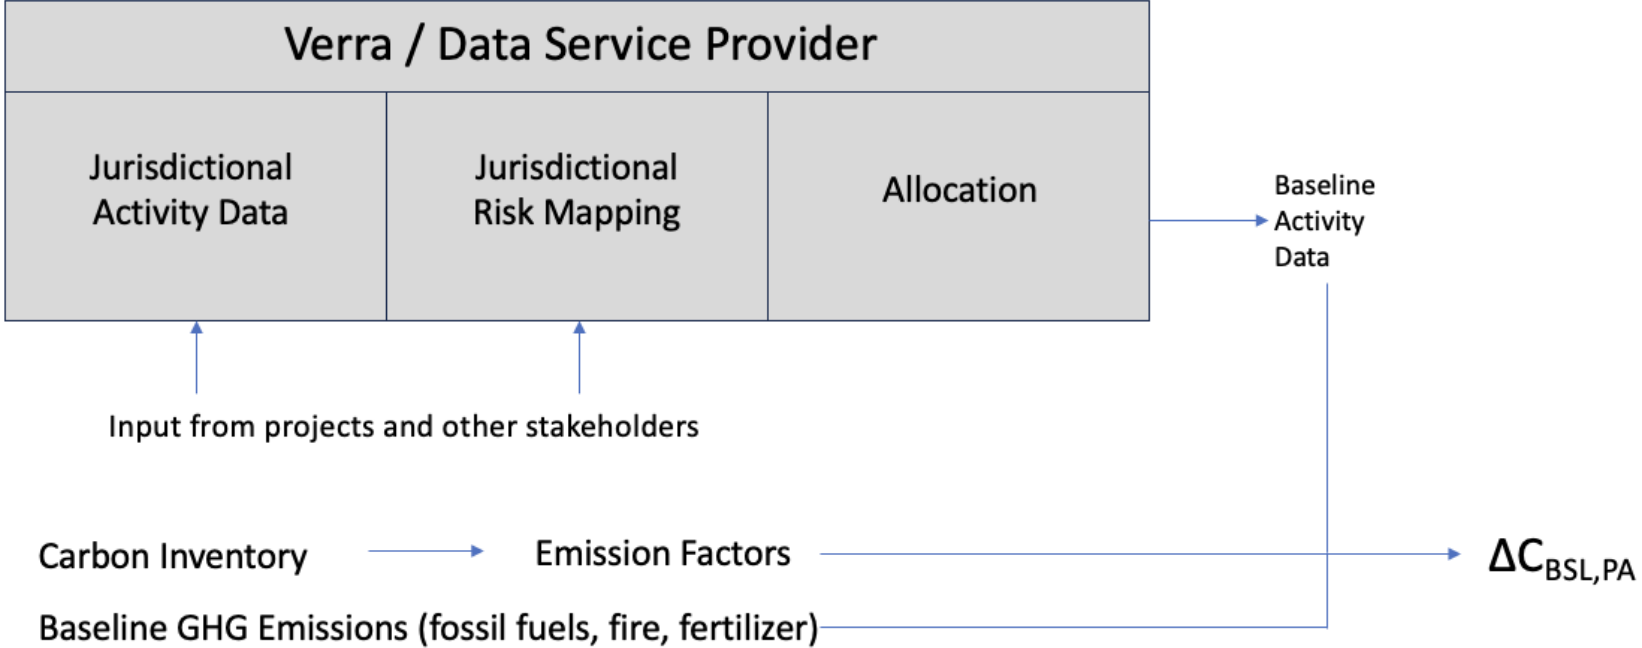 Verra / Data Service Provider
Jurisdictional
Activity Data
Jurisdictional
Risk Mapping
Allocation
Baseline
Activity
Data
Input from projects and other stakeholders
Carbon Inventory
Emission Factors
ΔC_BSL,PA
Baseline GHG Emissions (fossil fuels, fire, fertilizer)